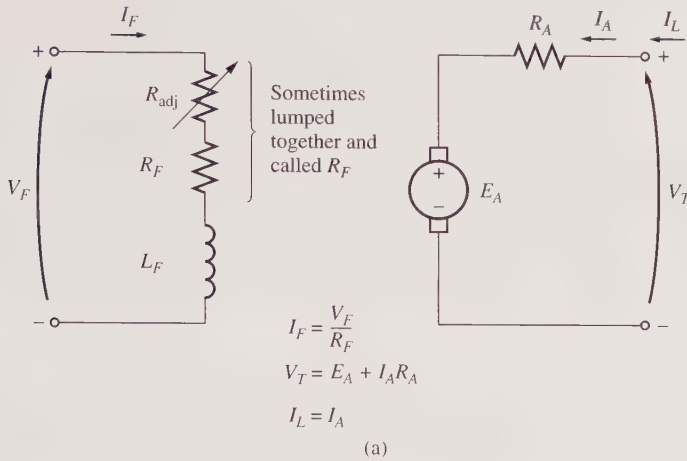 I_F
+
R_adj
R_F
L_F
V_F
−
Sometimes
lumped
together and
called R_F
R_A
I_A
I_L
+
+
−
E_A
V_T
−
I_F = V_F / R_F
V_T = E_A + I_A R_A
I_L = I_A
(a)